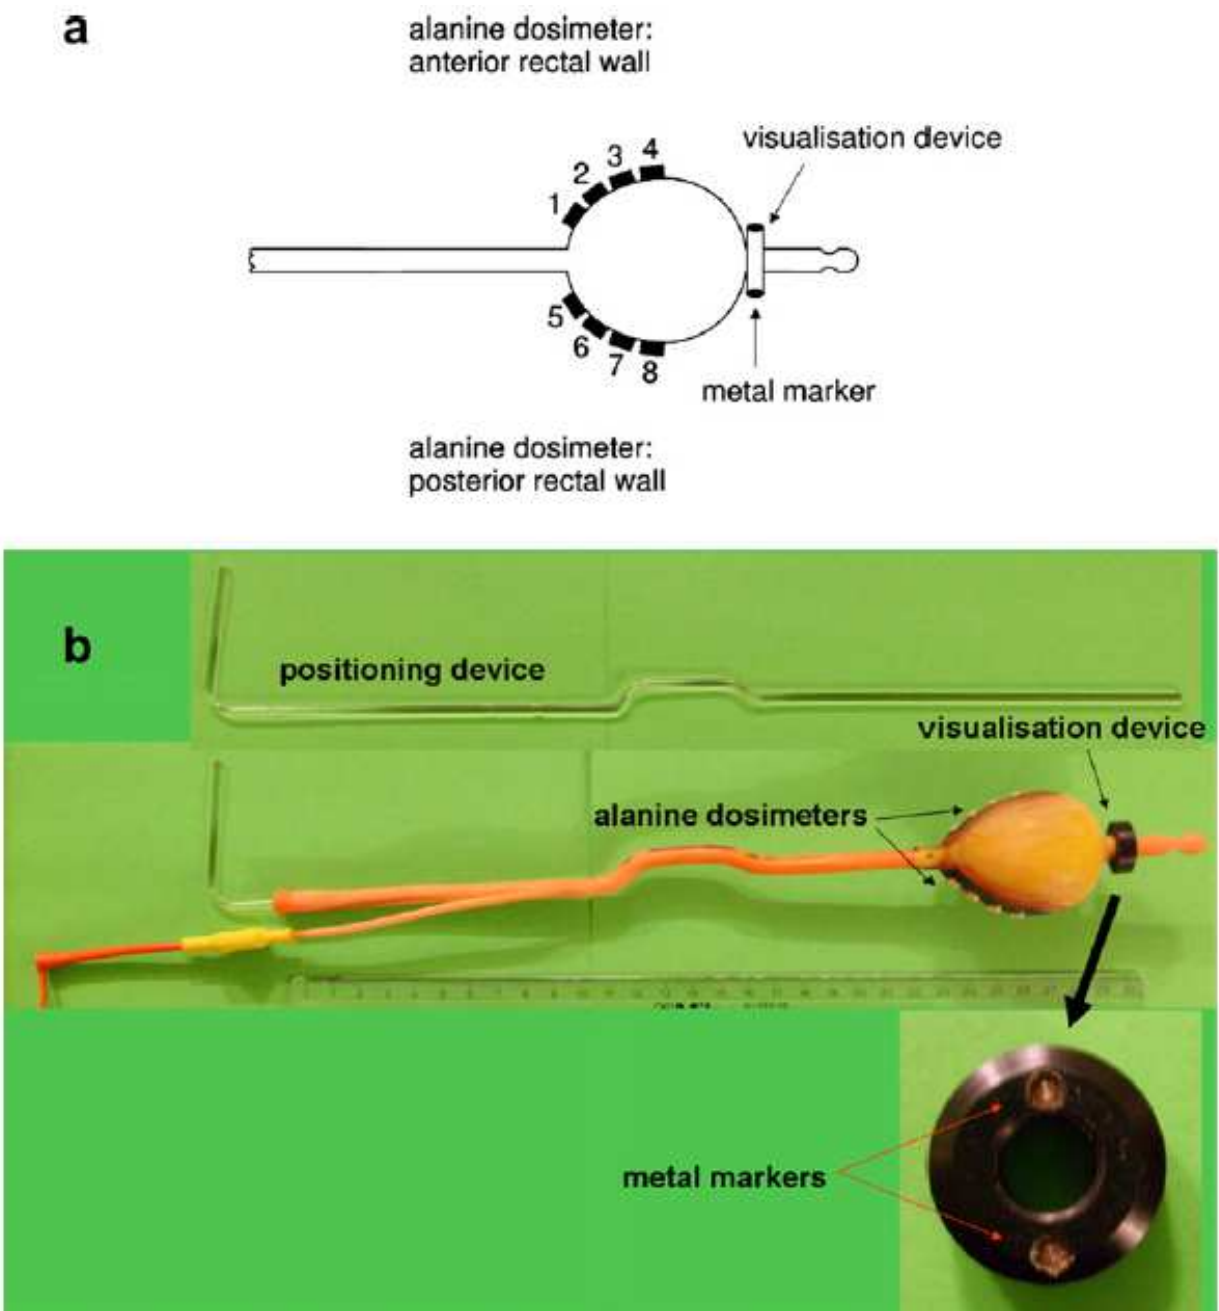 a
alanine dosimeter:
anterior rectal wall
visualisation device
4
3
2
1
5
6
7
8
metal marker
alanine dosimeter:
posterior rectal wall
b
positioning device
visualisation device
alanine dosimeters
metal markers